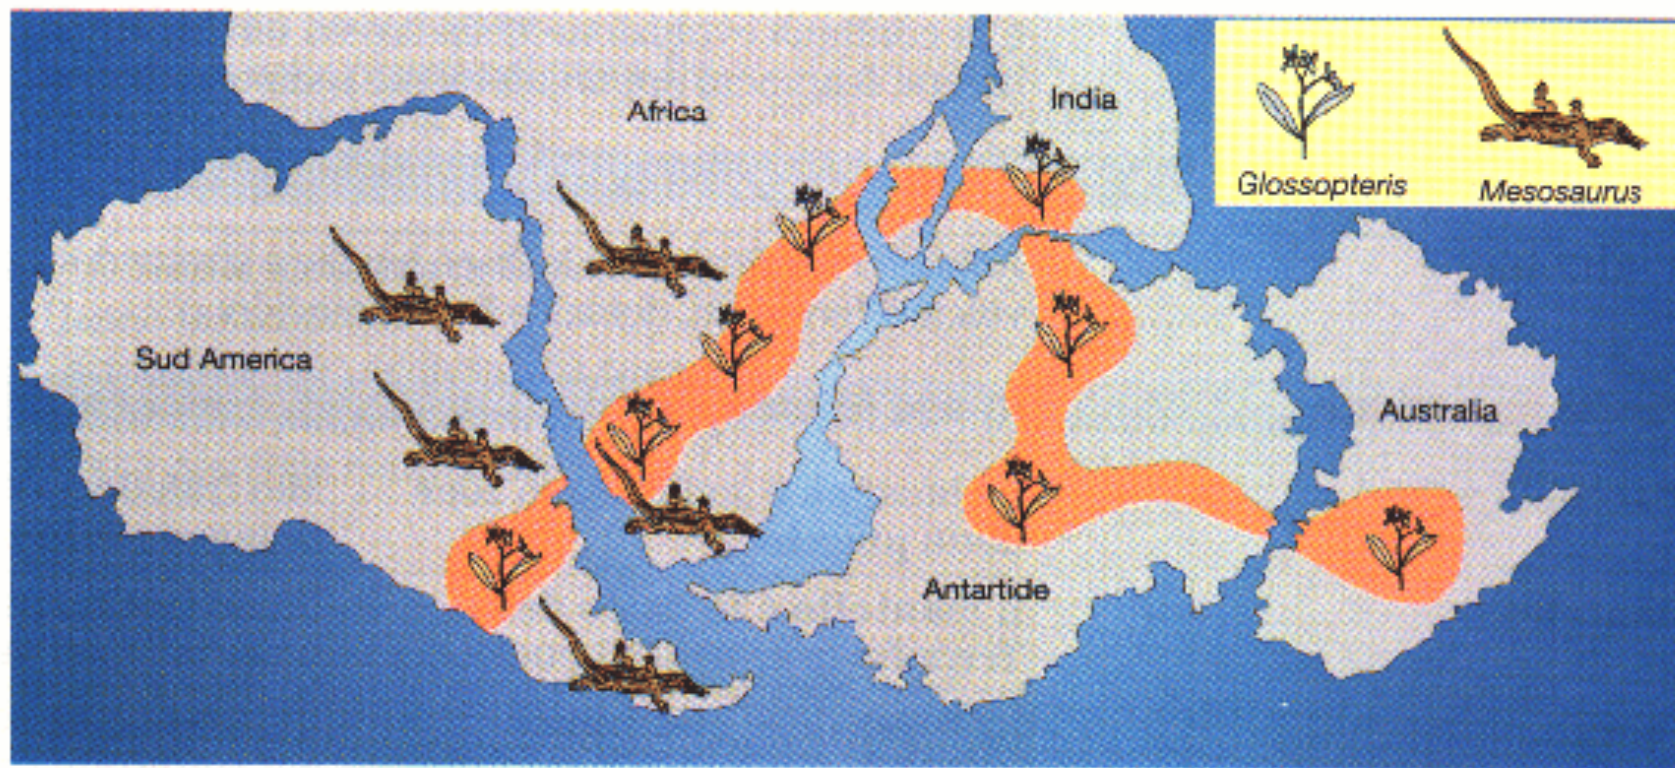 Africa
India
Glossopteris
Mesosaurus
Sud America
Australia
Antartide